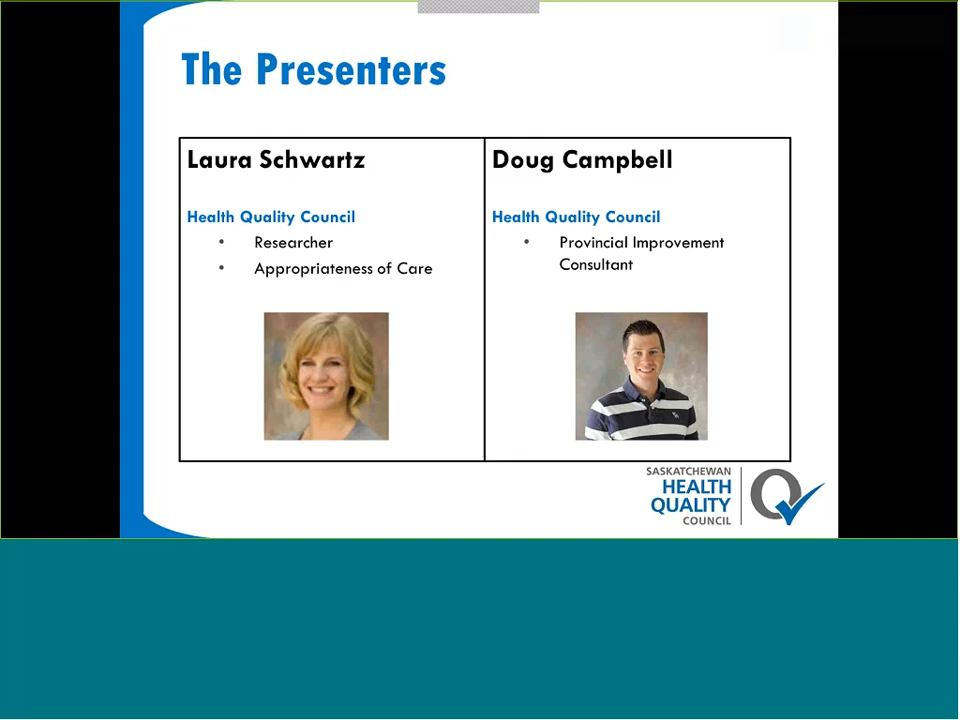 The Presenters
Laura Schwartz
Health Quality Council
• Researcher
• Appropriateness of Care
Doug Campbell
Health Quality Council
• Provincial Improvement
Consultant
SASKATCHEWAN
HEALTH
QUALITY
COUNCIL
Q